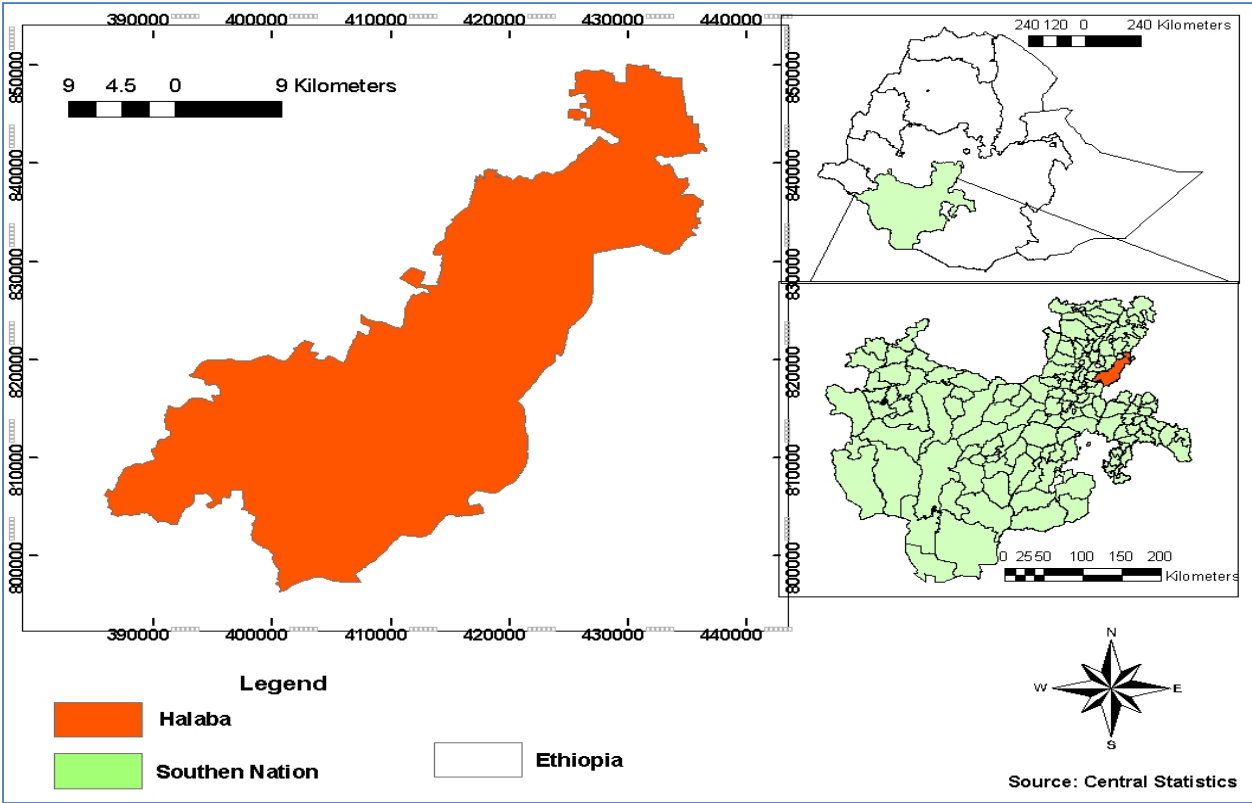 390000 400000 410000 420000 430000 440000
850000
840000
830000
820000
810000
800000
9 4.5 0 9 Kilometers
850000
840000
830000
820000
810000
800000
390000 400000 410000 420000 430000 440000
240 120 0 240 Kilometers
0 25 50 100 150 200
Kilometers
N
W E
S
Legend
Halaba
Southen Nation
Ethiopia
Source: Central Statistics